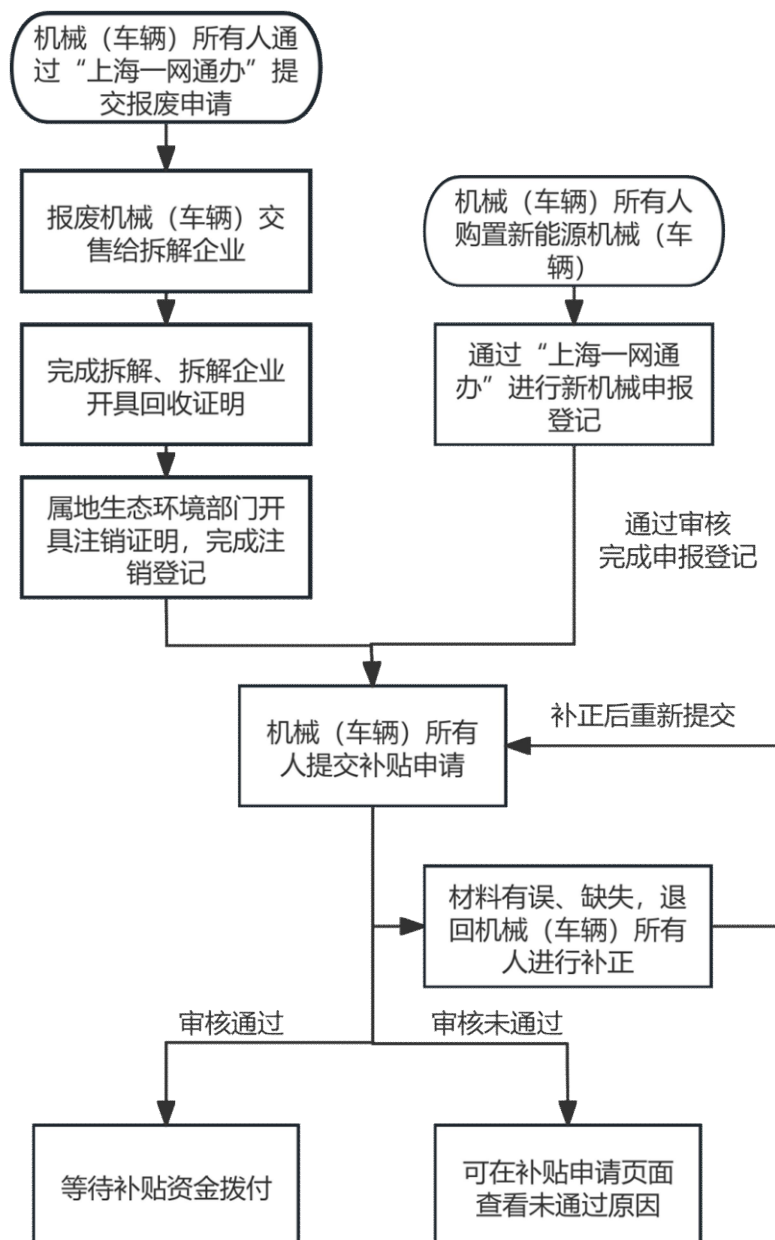 机械（车辆）所有人通
过“上海一网通办”提
交报废申请
报废机械（车辆）交
售给拆解企业
完成拆解、拆解企业
开具回收证明
属地生态环境部门开
具注销证明，完成注
销登记
机械（车辆）所有人
购置新能源机械（车
辆）
通过“上海一网通
办”进行新机械申报
登记
通过审核
完成申报登记
机械（车辆）所有
人提交补贴申请
补正后重新提交
材料有误、缺失，退
回机械（车辆）所有
人进行补正
审核通过
审核未通过
等待补贴资金拨付
可在补贴申请页面
查看未通过原因